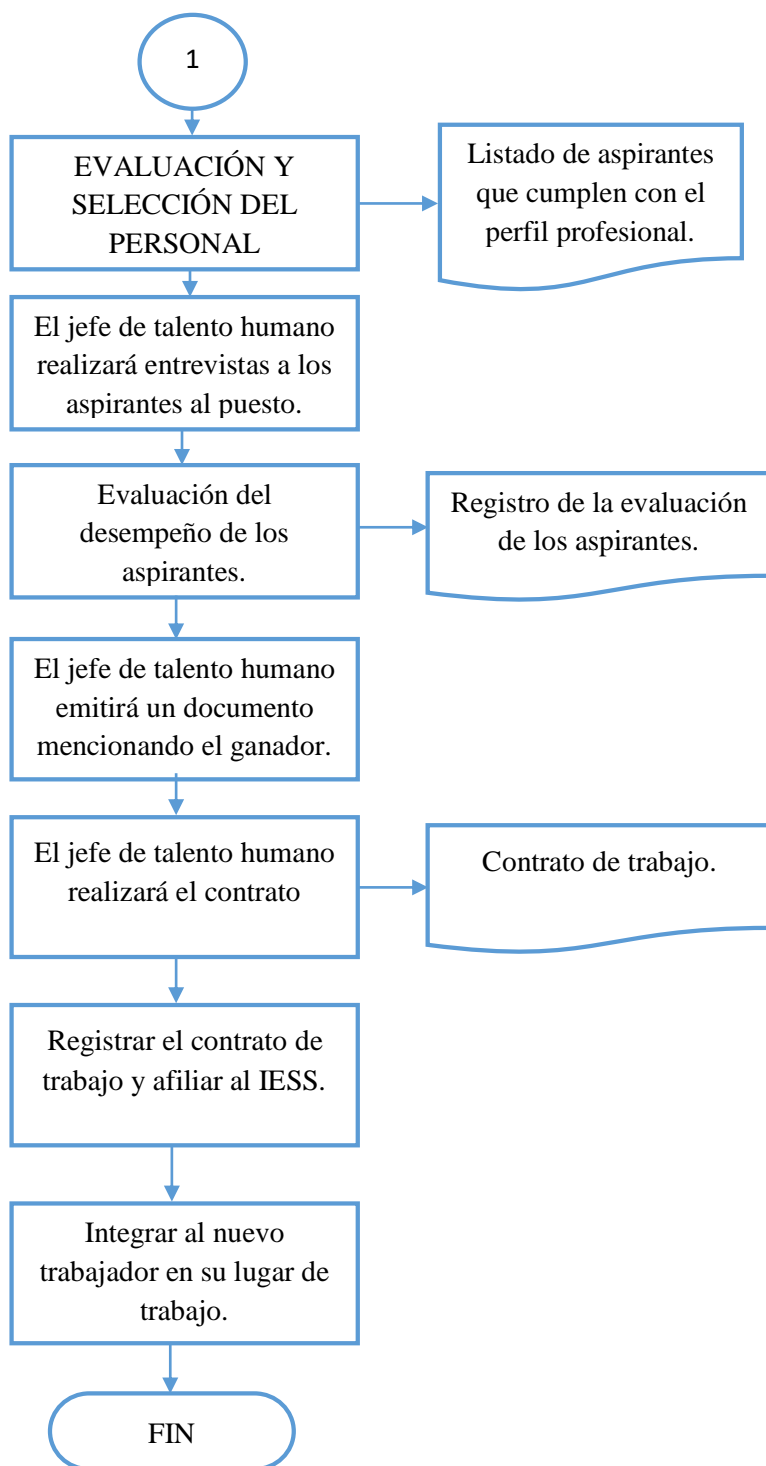 1
EVALUACIÓN Y
SELECCIÓN DEL
PERSONAL
Listado de aspirantes
que cumplen con el
perfil profesional.
El jefe de talento humano
realizará entrevistas a los
aspirantes al puesto.
Evaluación del
desempeño de los
aspirantes.
Registro de la evaluación
de los aspirantes.
El jefe de talento humano
emitirá un documento
mencionando el ganador.
El jefe de talento humano
realizará el contrato
Contrato de trabajo.
Registrar el contrato de
trabajo y afiliar al IESS.
Integrar al nuevo
trabajador en su lugar de
trabajo.
FIN